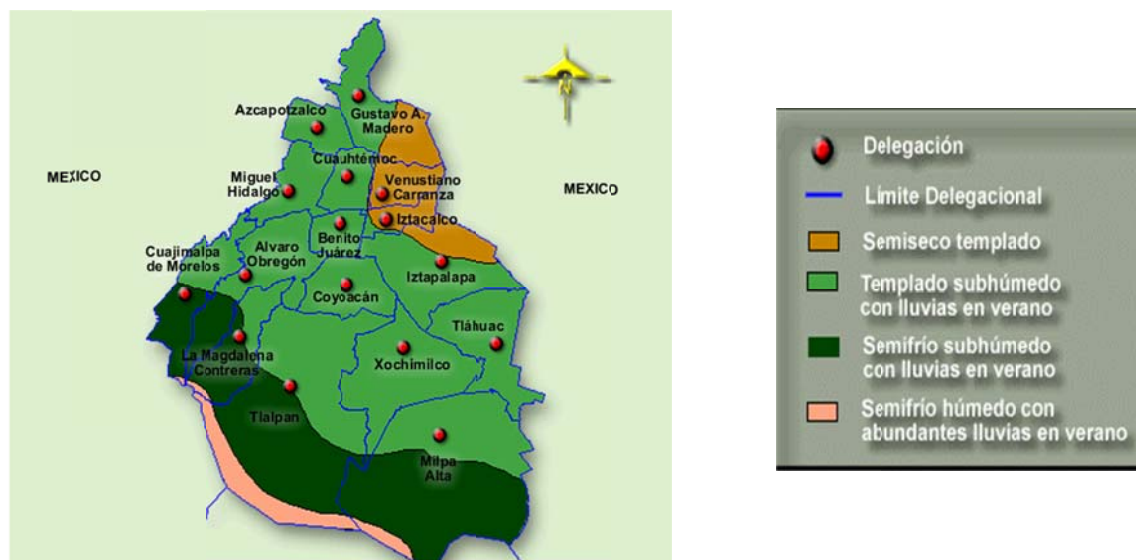 Azcapotzalco
Gustavo A.
Madero
Cuauhtémoc
MEXICO
Miguel
Hidalgo
Venustiano
Carranza
MEXICO
Iztacalco
Benito
Juárez
Cuajimalpa
de Morelos
Alvaro
Obregón
Iztapalapa
Coyoacán
Tláhuac
La Magdalena
Contreras
Xochimilco
Tlalpan
Milpa
Alta
N
Delegación
Límite Delegacional
Semiseco templado
Templado subhúmedo
con lluvias en verano
Semifrío subhúmedo
con lluvias en verano
Semifrío húmedo con
abundantes lluvias en verano